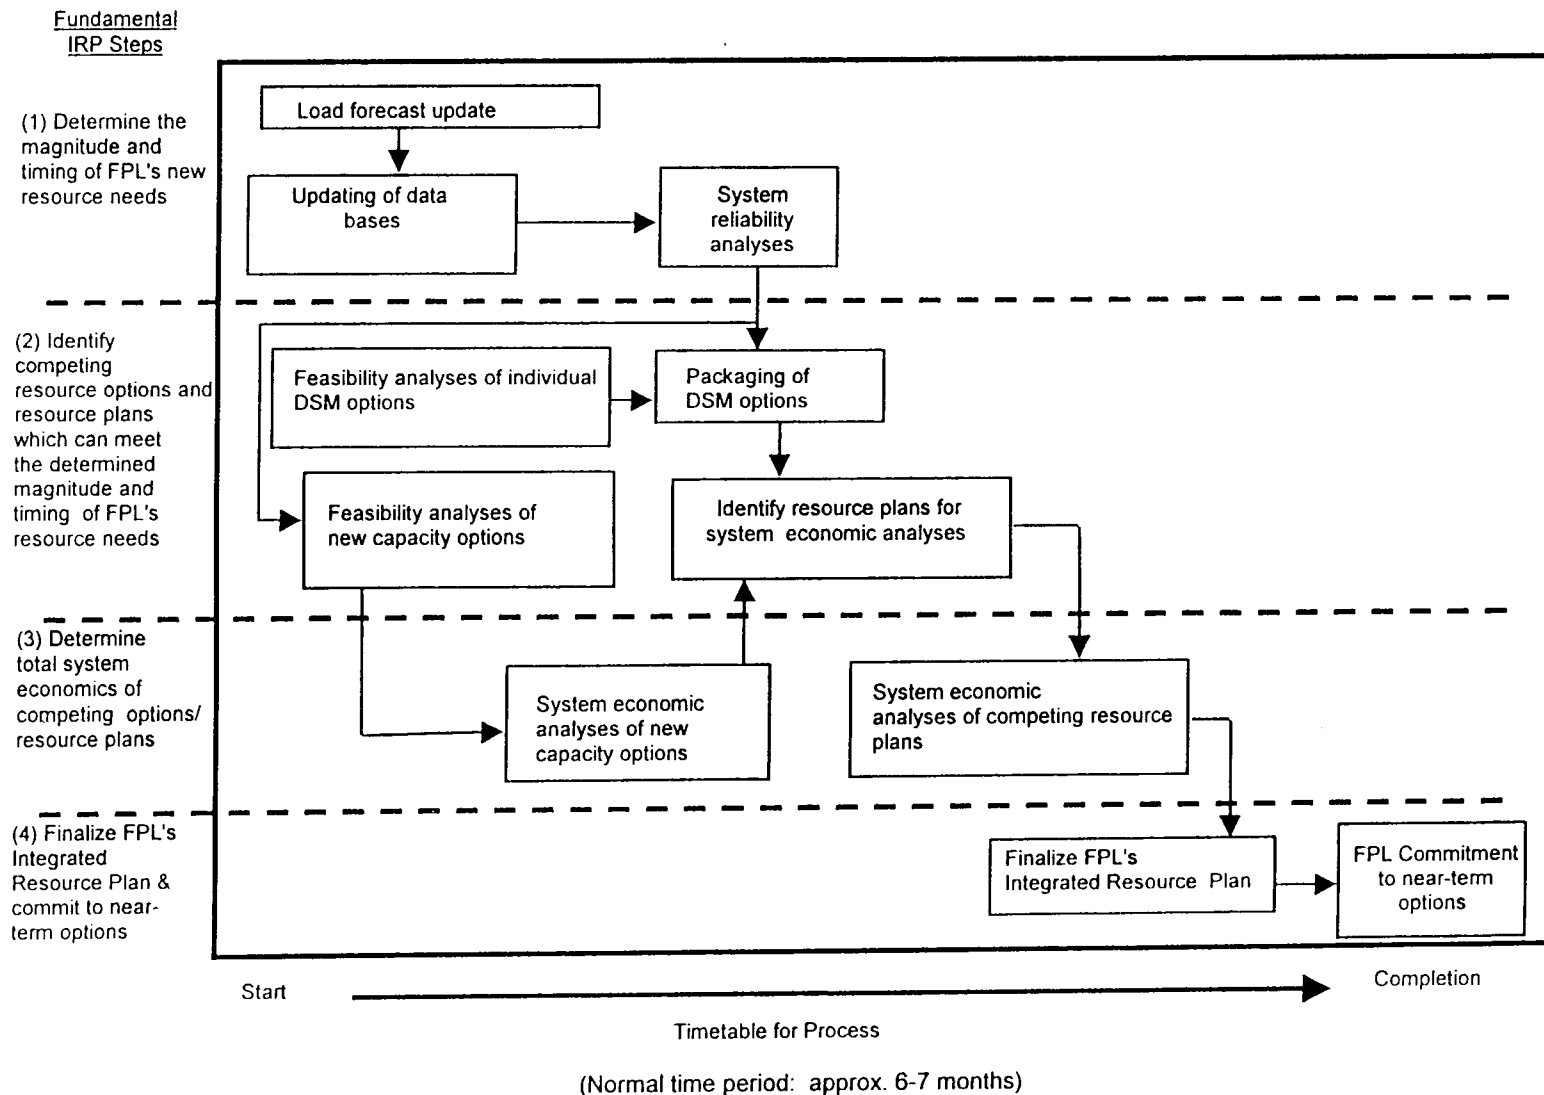 Fundamental
IRP Steps
(1) Determine the
magnitude and
timing of FPL's new
resource needs
Load forecast update
Updating of data
bases
System
reliability
analyses
(2) Identify
competing
resource options and
resource plans
which can meet
the determined
magnitude and
timing of FPL's
resource needs
Feasibility analyses of individual
DSM options
Packaging of
DSM options
Feasibility analyses of
new capacity options
Identify resource plans for
system economic analyses
(3) Determine
total system
economics of
competing options/
resource plans
System economic
analyses of new
capacity options
System economic
analyses of competing resource
plans
(4) Finalize FPL's
Integrated
Resource Plan &
commit to near-
term options
Finalize FPL's
Integrated Resource Plan
FPL Commitment
to near-term
options
Start
Completion
Timetable for Process
(Normal time period: approx. 6-7 months)